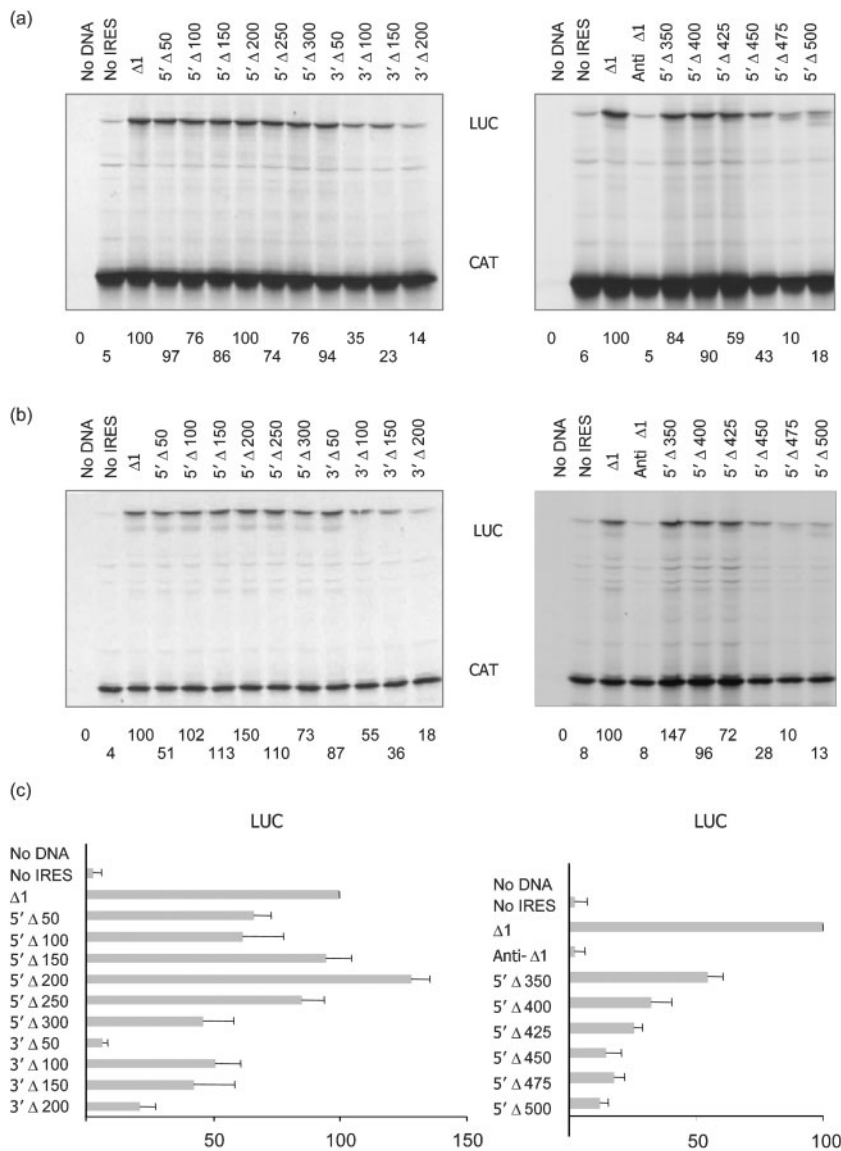 (a)
No DNA
No IRES
Δ1
5′ Δ 50
5′ Δ 100
5′ Δ 150
5′ Δ 200
5′ Δ 250
5′ Δ 300
3′ Δ 50
3′ Δ 100
3′ Δ 150
3′ Δ 200
No DNA
No IRES
Δ1
Anti Δ1
5′ Δ 350
5′ Δ 400
5′ Δ 425
5′ Δ 450
5′ Δ 475
5′ Δ 500
LUC
CAT
0 100 76 100 76 35 14
5 97 86 74 94 23
0 100 84 59 10
6 5 90 43 18
(b)
No DNA
No IRES
Δ1
5′ Δ 50
5′ Δ 100
5′ Δ 150
5′ Δ 200
5′ Δ 250
5′ Δ 300
3′ Δ 50
3′ Δ 100
3′ Δ 150
3′ Δ 200
No DNA
No IRES
Δ1
Anti Δ1
5′ Δ 350
5′ Δ 400
5′ Δ 425
5′ Δ 450
5′ Δ 475
5′ Δ 500
LUC
CAT
0 100 102 150 73 55 18
4 51 113 110 87 36
0 100 147 72 10
8 8 96 28 13
(c)
LUC
No DNA
No IRES
Δ1
5′ Δ 50
5′ Δ 100
5′ Δ 150
5′ Δ 200
5′ Δ 250
5′ Δ 300
3′ Δ 50
3′ Δ 100
3′ Δ 150
3′ Δ 200
50 100 150
LUC
No DNA
No IRES
Δ1
Anti- Δ1
5′ Δ 350
5′ Δ 400
5′ Δ 425
5′ Δ 450
5′ Δ 475
5′ Δ 500
50 100